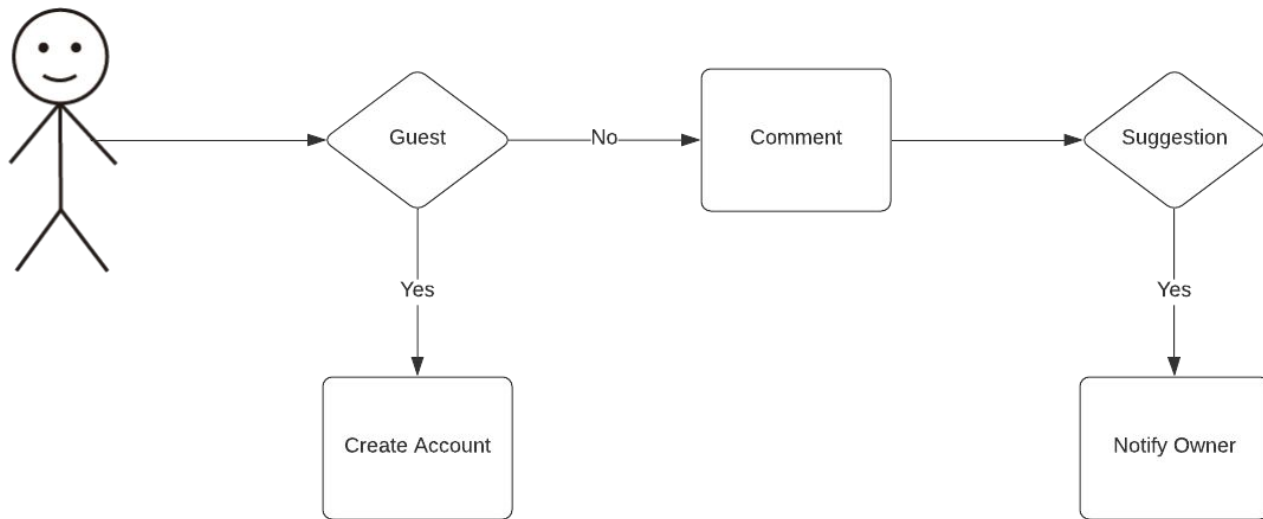 Guest
No
Comment
Suggestion
Yes
Yes
Create Account
Notify Owner